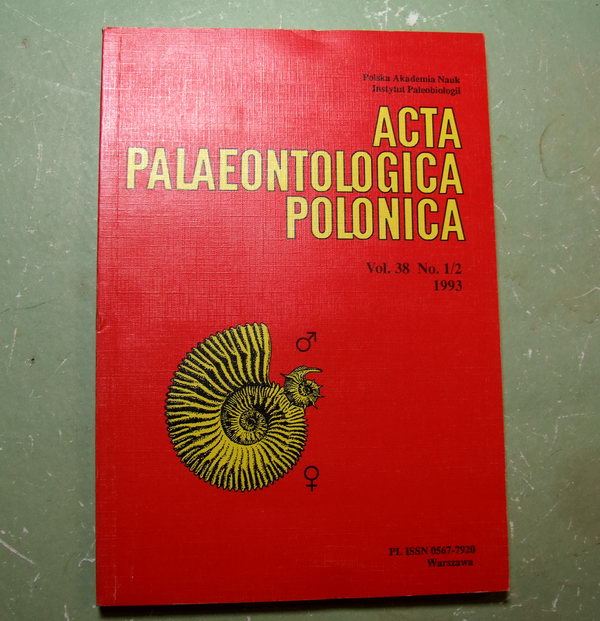 Polska Akademia Nauk
Instytut Paleobiologii
ACTA
PALAEONTOLOGICA
POLONICA
Vol. 38 No. 1/2
1993
♂
♀
PL ISSN 0567-7920
Warszawa